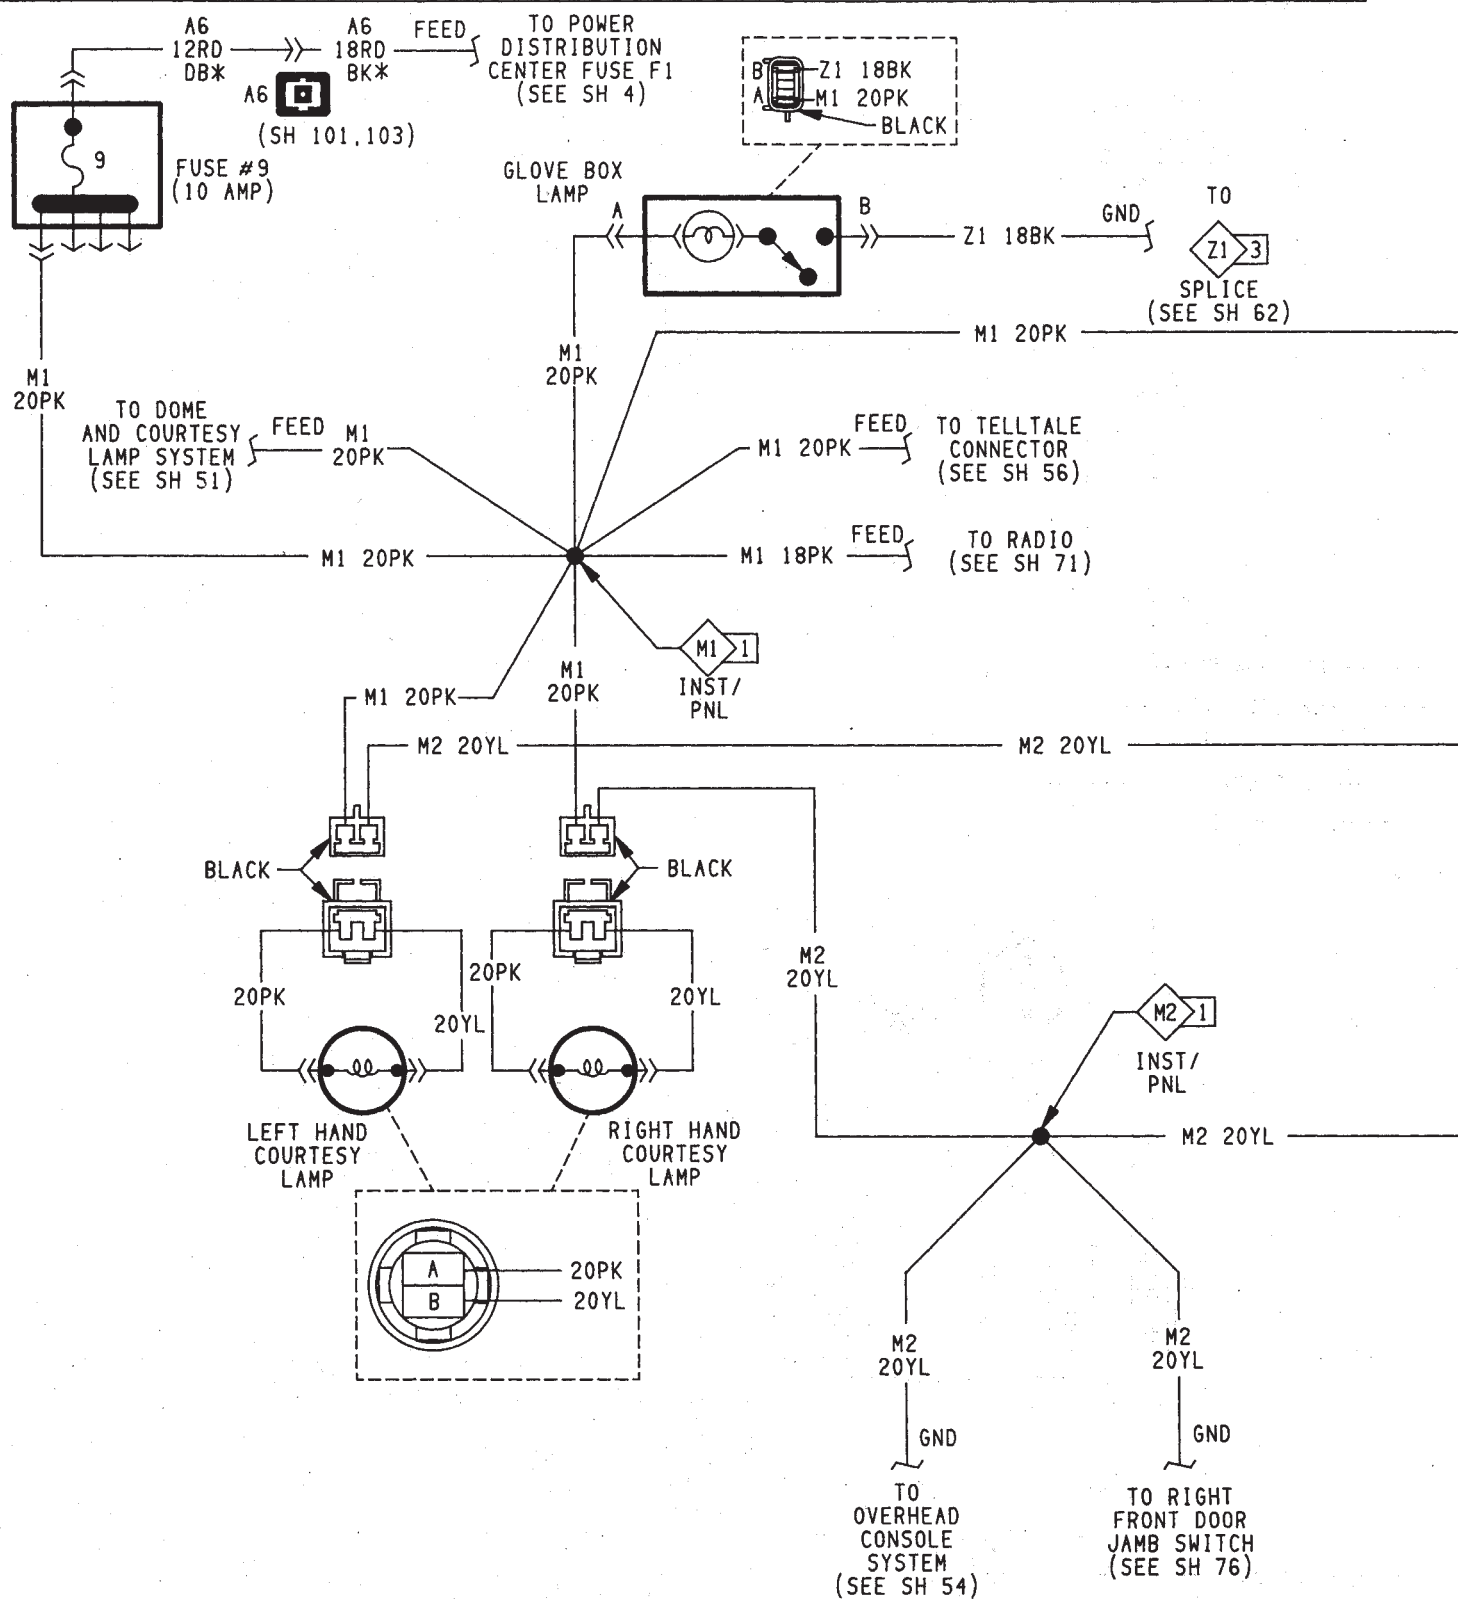 A6
12RD
DB*
A6
18RD
BK*
FEED
TO POWER
DISTRIBUTION
CENTER FUSE F1
(SEE SH 4)
A6
(SH 101,103)
9
FUSE #9
(10 AMP)
B
A
Z1 18BK
M1 20PK
BLACK
GLOVE BOX
LAMP
A
B
Z1 18BK
GND
TO
Z1
3
SPLICE
(SEE SH 62)
M1
20PK
M1 20PK
M1
20PK
TO DOME
AND COURTESY
LAMP SYSTEM
(SEE SH 51)
FEED
M1
20PK
M1 20PK
FEED
TO TELLTALE
CONNECTOR
(SEE SH 56)
M1 20PK
M1 18PK
FEED
TO RADIO
(SEE SH 71)
M1
1
INST/
PNL
M1 20PK
M1
20PK
M2 20YL
M2 20YL
BLACK
BLACK
20PK
20YL
20PK
20YL
M2
20YL
M2
1
INST/
PNL
LEFT HAND
COURTESY
LAMP
RIGHT HAND
COURTESY
LAMP
M2 20YL
A
B
20PK
20YL
M2
20YL
M2
20YL
GND
GND
TO
OVERHEAD
CONSOLE
SYSTEM
(SEE SH 54)
TO RIGHT
FRONT DOOR
JAMB SWITCH
(SEE SH 76)